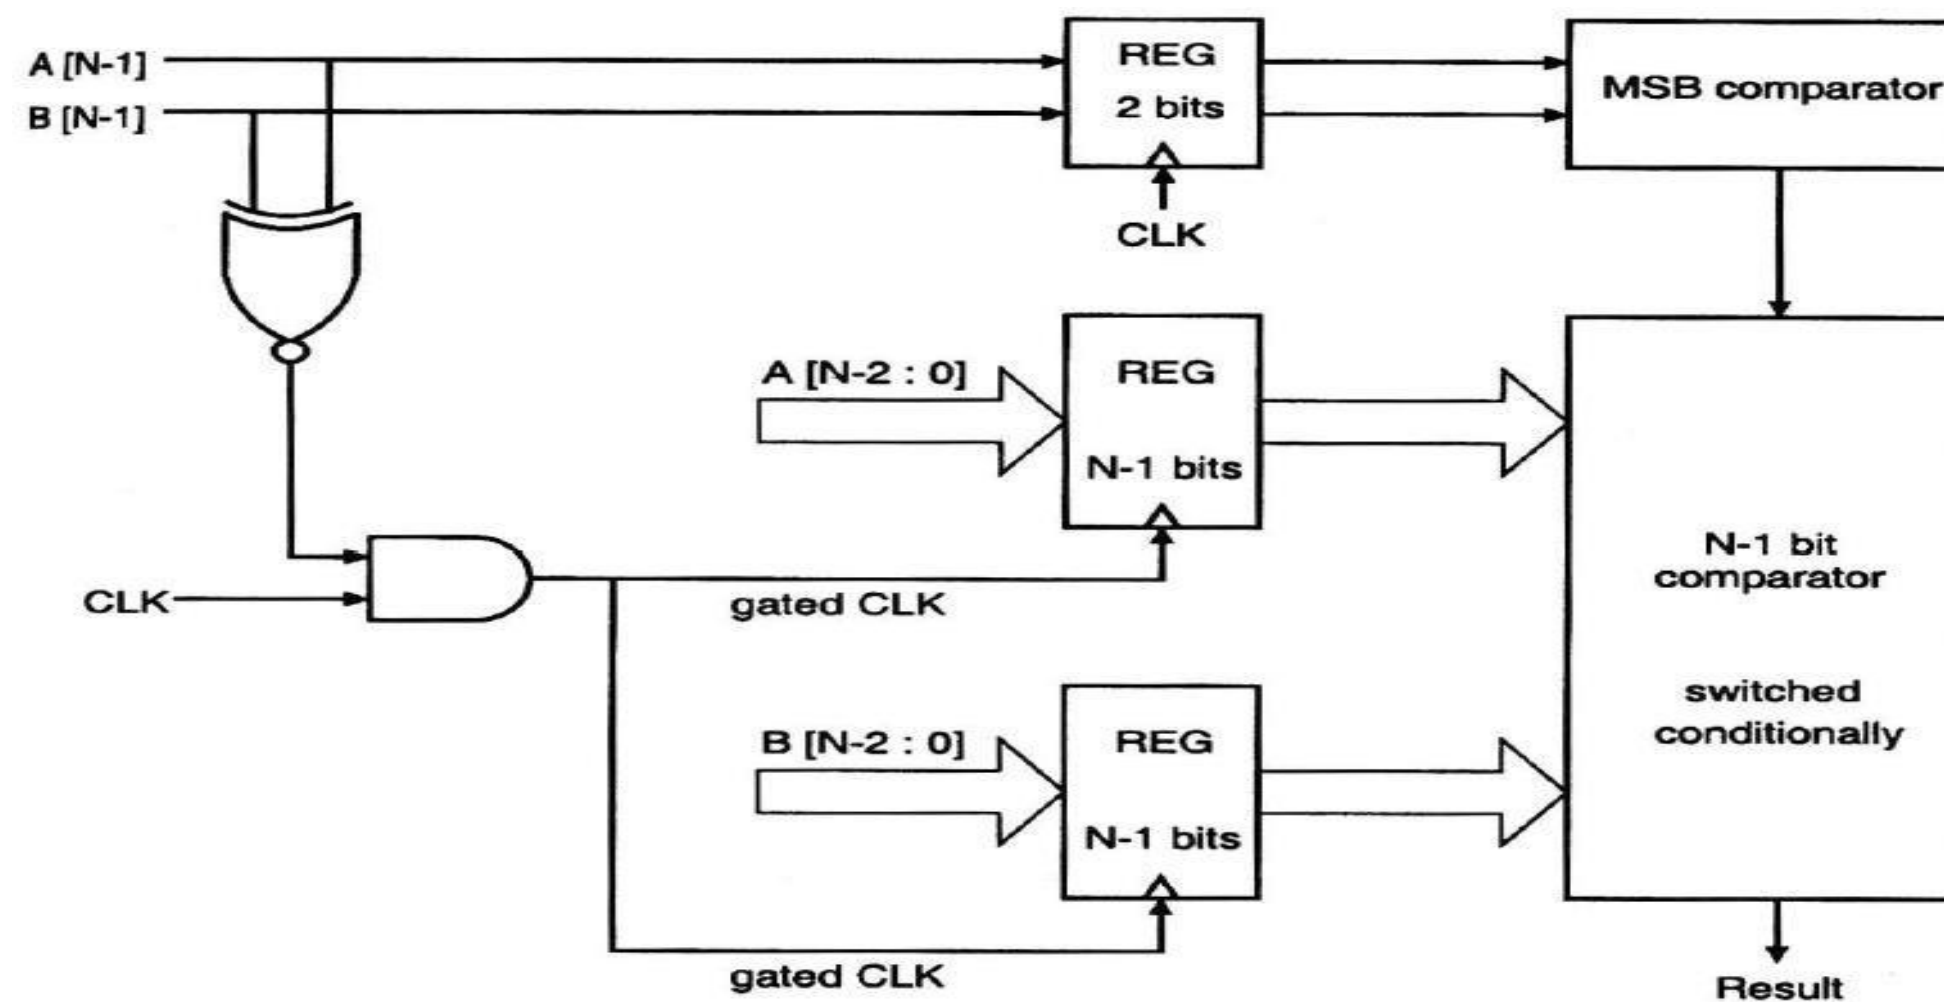 A [N-1]
B [N-1]
REG
2 bits
CLK
MSB comparator
A [N-2 : 0]
REG
N-1 bits
CLK
gated CLK
N-1 bit
comparator
switched
conditionally
B [N-2 : 0]
REG
N-1 bits
gated CLK
Result